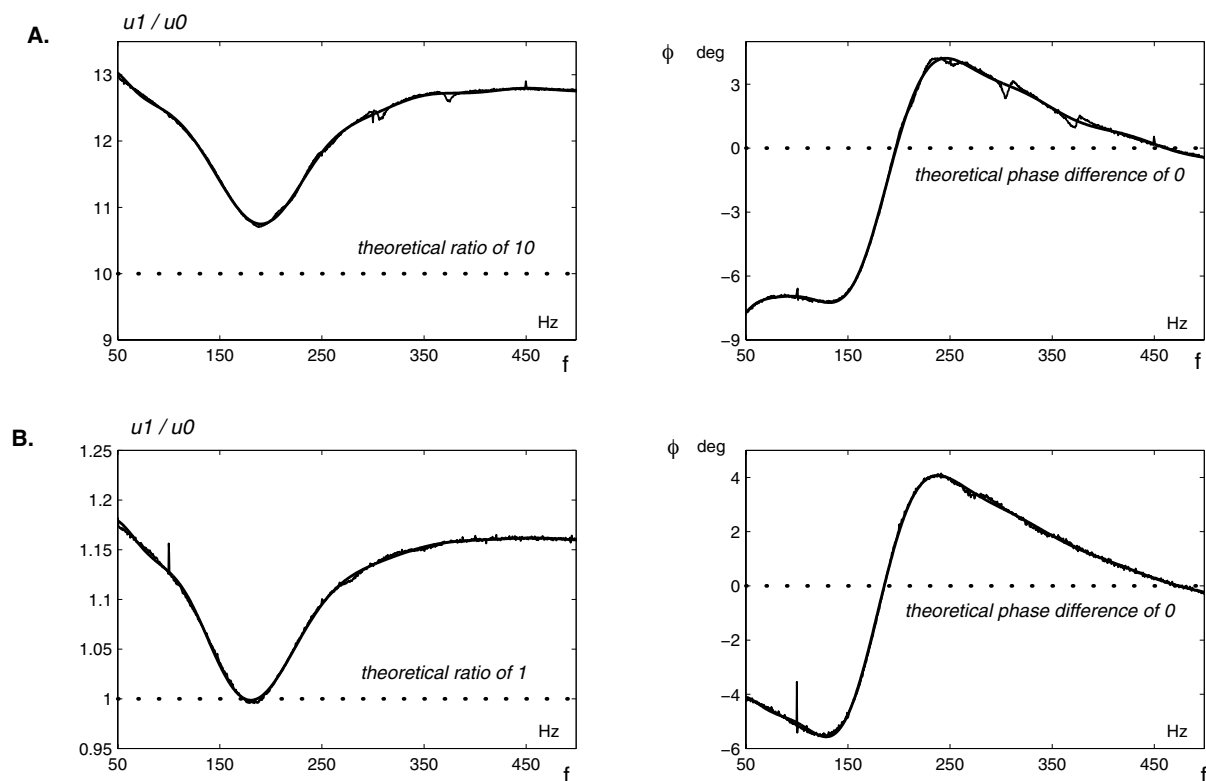 A.
u1 / u0
13
12
11
10
9
theoretical ratio of 10
Hz
50 150 250 350 450 f
ϕ deg
3
0
−3
−6
−9
theoretical phase difference of 0
Hz
50 150 250 350 450 f
B.
u1 / u0
1.25
1.2
1.15
1.1
1.05
1
0.95
theoretical ratio of 1
Hz
50 150 250 350 450 f
ϕ deg
4
2
0
−2
−4
−6
theoretical phase difference of 0
Hz
50 150 250 350 450 f